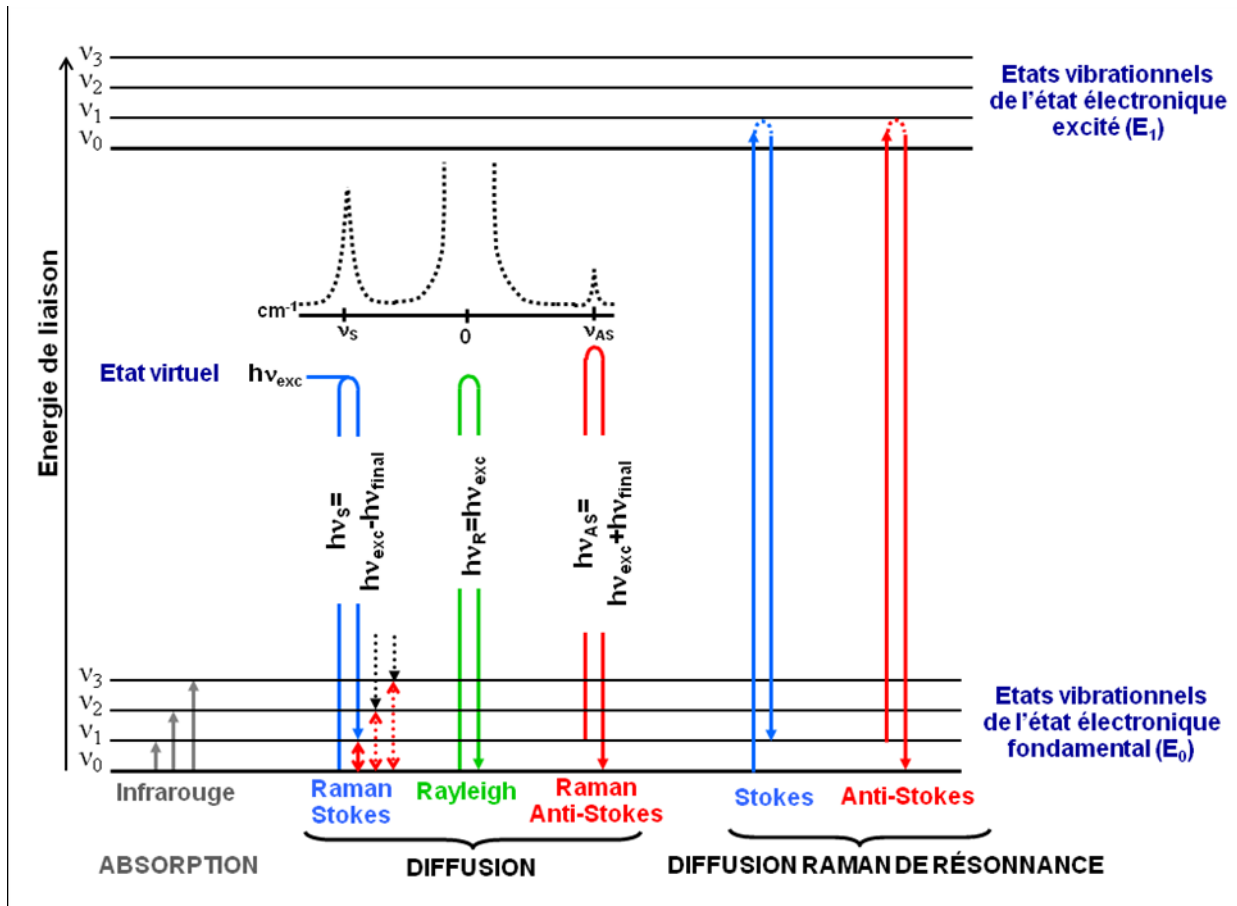 Energie de liaison
ν3
ν2
ν1
ν0
Etats vibrationnels
de l'état électronique
excité (E1)
cm-1
νS
0
νAS
Etat virtuel
hνexc
hνS=
hνexc-hνfinal
hνR=hνexc
hνAS=
hνexc+hνfinal
ν3
ν2
ν1
ν0
Etats vibrationnels
de l'état électronique
fondamental (E0)
Infrarouge
Raman
Stokes
Rayleigh
Raman
Anti-Stokes
Stokes
Anti-Stokes
ABSORPTION
DIFFUSION
DIFFUSION RAMAN DE RÉSONNANCE